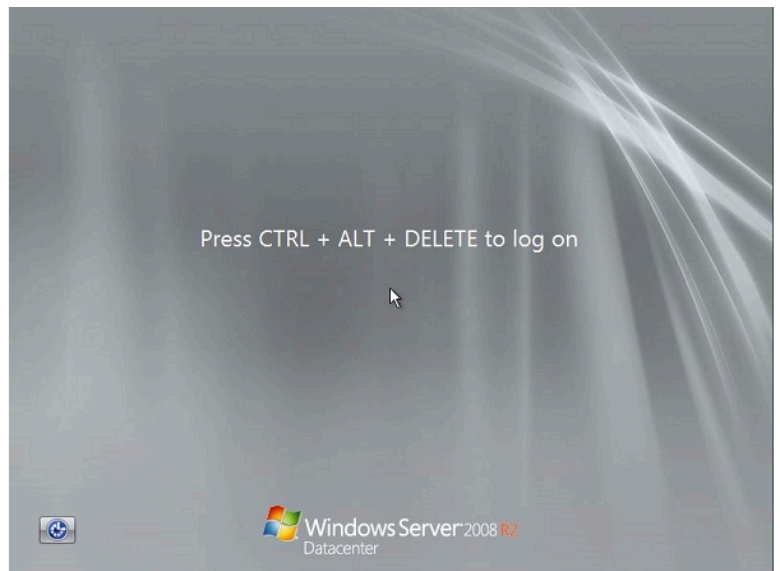 Press CTRL + ALT + DELETE to log on
Windows Server 2008 R2
Datacenter